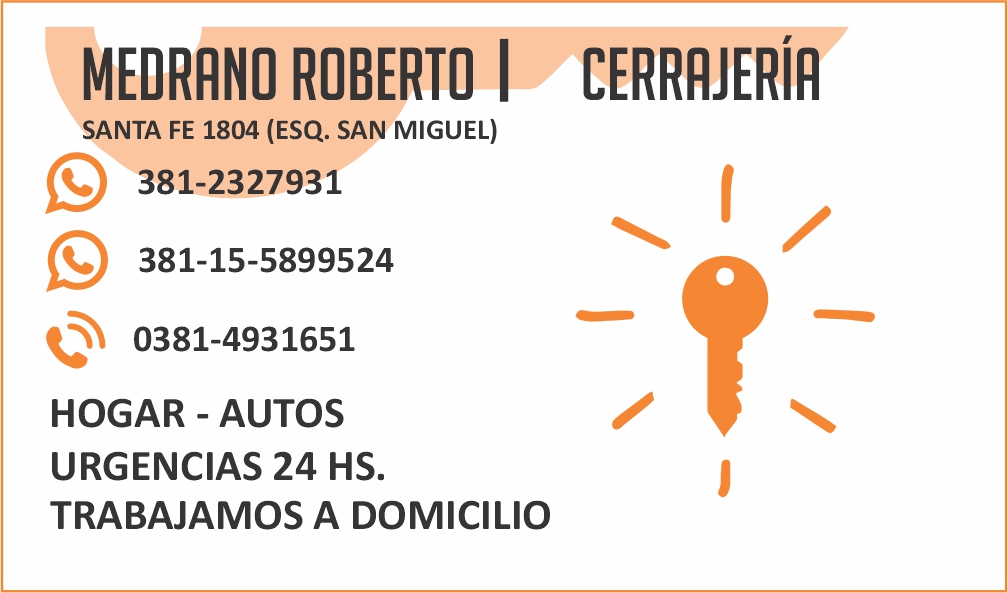 MEDRANO ROBERTO | CERRAJERÍA
SANTA FE 1804 (ESQ. SAN MIGUEL)
381-2327931
381-15-5899524
0381-4931651
HOGAR - AUTOS
URGENCIAS 24 HS.
TRABAJAMOS A DOMICILIO